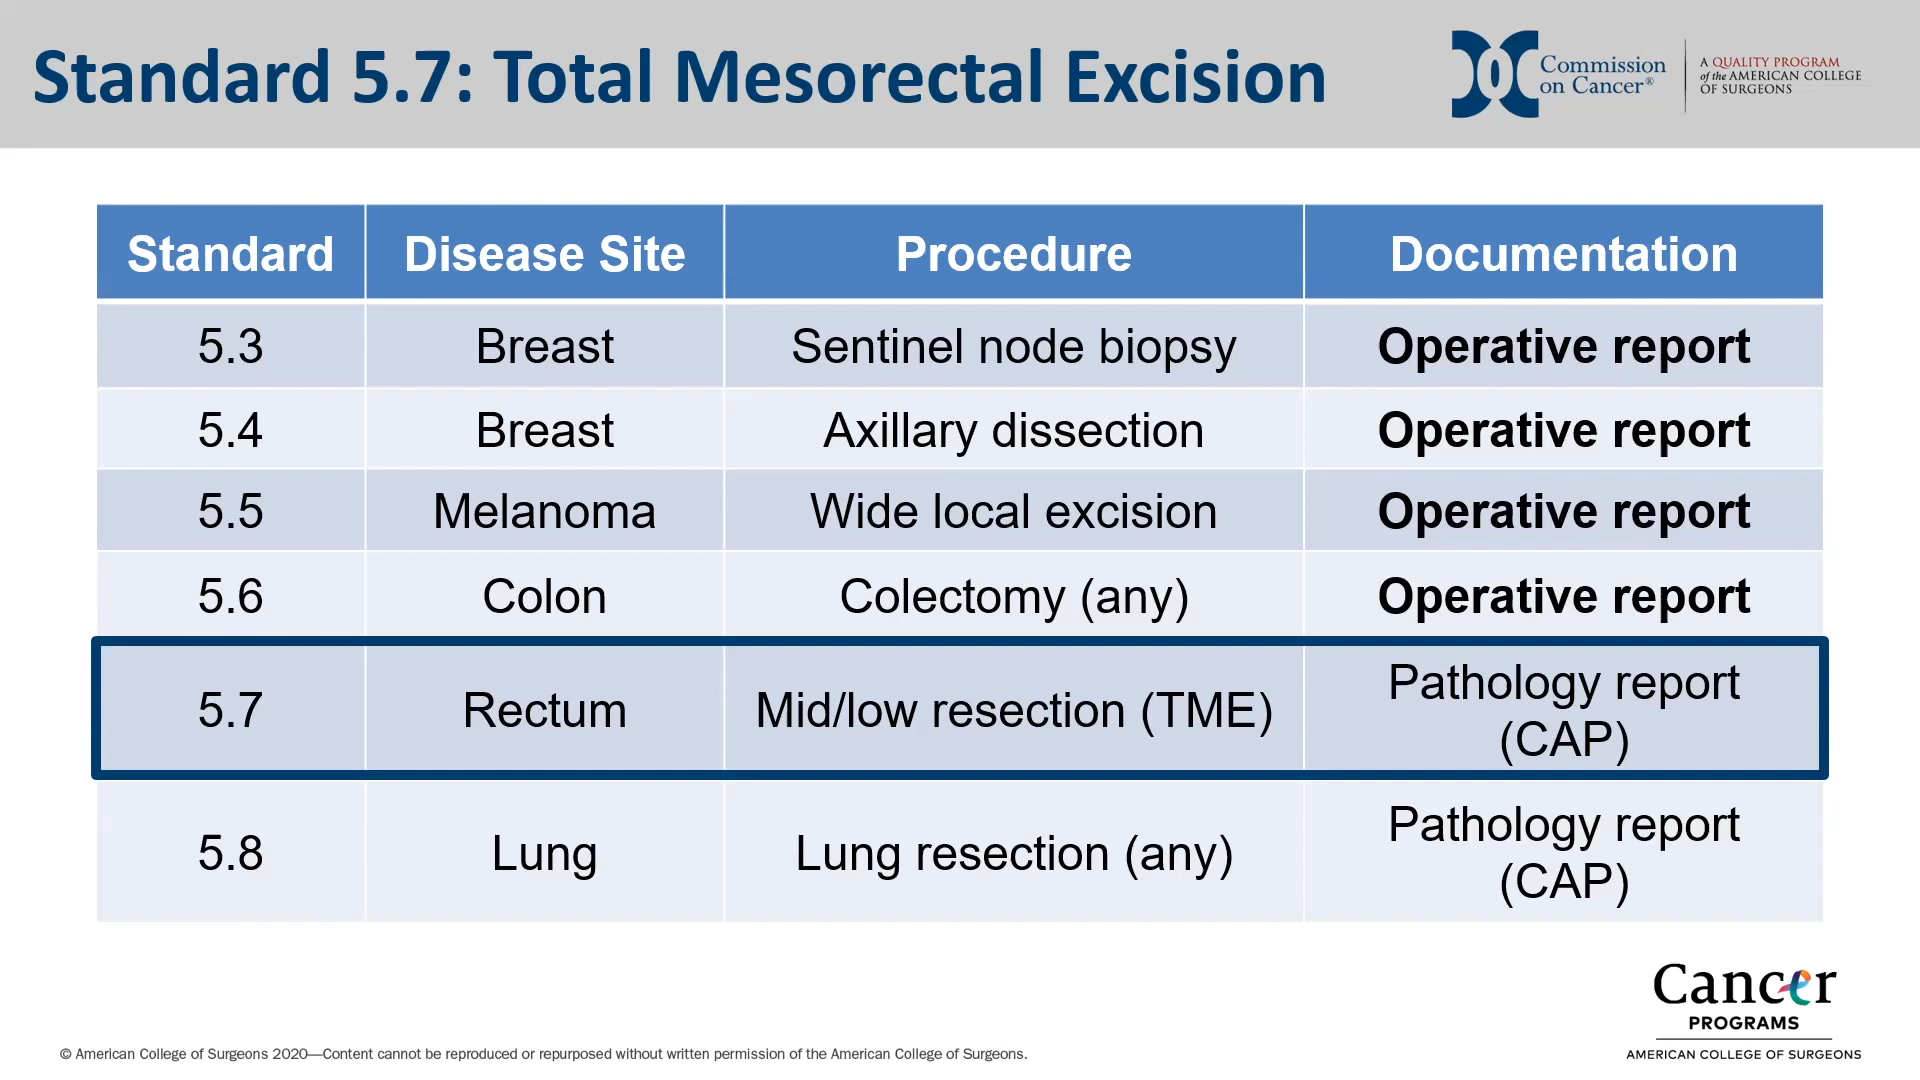 Standard 5.7: Total Mesorectal Excision
Commission
on Cancer®
A QUALITY PROGRAM
of the AMERICAN COLLEGE
OF SURGEONS
Standard Disease Site Procedure Documentation
5.3 Breast Sentinel node biopsy Operative report
5.4 Breast Axillary dissection Operative report
5.5 Melanoma Wide local excision Operative report
5.6 Colon Colectomy (any) Operative report
5.7 Rectum Mid/low resection (TME) Pathology report
(CAP)
5.8 Lung Lung resection (any) Pathology report
(CAP)
Cancer
PROGRAMS
AMERICAN COLLEGE OF SURGEONS
© American College of Surgeons 2020—Content cannot be reproduced or repurposed without written permission of the American College of Surgeons.